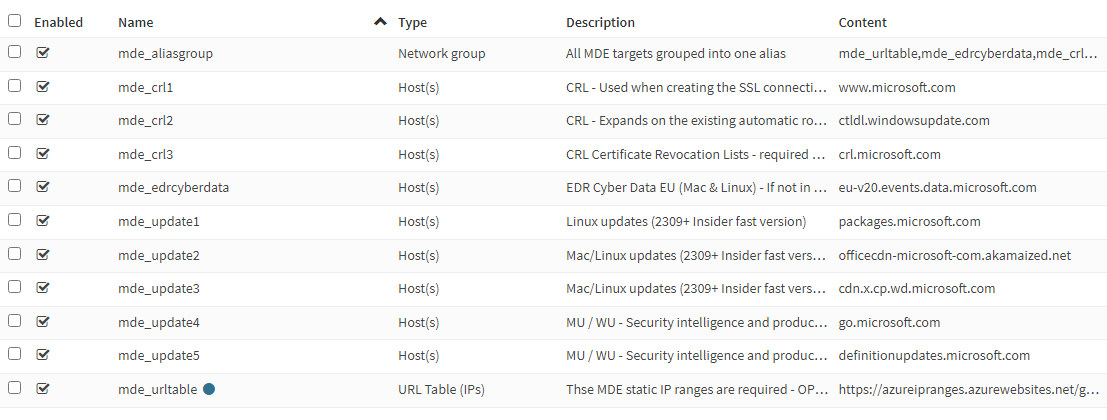 Enabled Name Type Description Content
mde_aliasgroup Network group All MDE targets grouped into one alias mde_urltable,mde_edrcyberdata,mde_crl...
mde_crl1 Host(s) CRL - Used when creating the SSL connecti... www.microsoft.com
mde_crl2 Host(s) CRL - Expands on the existing automatic ro... ctldl.windowsupdate.com
mde_crl3 Host(s) CRL Certificate Revocation Lists - required ... crl.microsoft.com
mde_edrcyberdata Host(s) EDR Cyber Data EU (Mac & Linux) - If not in ... eu-v20.events.data.microsoft.com
mde_update1 Host(s) Linux updates (2309+ Insider fast version) packages.microsoft.com
mde_update2 Host(s) Mac/Linux updates (2309+ Insider fast vers... officecdn-microsoft-com.akamaized.net
mde_update3 Host(s) Mac/Linux updates (2309+ Insider fast vers... cdn.x.cp.wd.microsoft.com
mde_update4 Host(s) MU / WU - Security intelligence and produc... go.microsoft.com
mde_update5 Host(s) MU / WU - Security intelligence and produc... definitionupdates.microsoft.com
mde_urltable URL Table (IPs) Thse MDE static IP ranges are required - OP... https://azureipranges.azurewebsites.net/g...